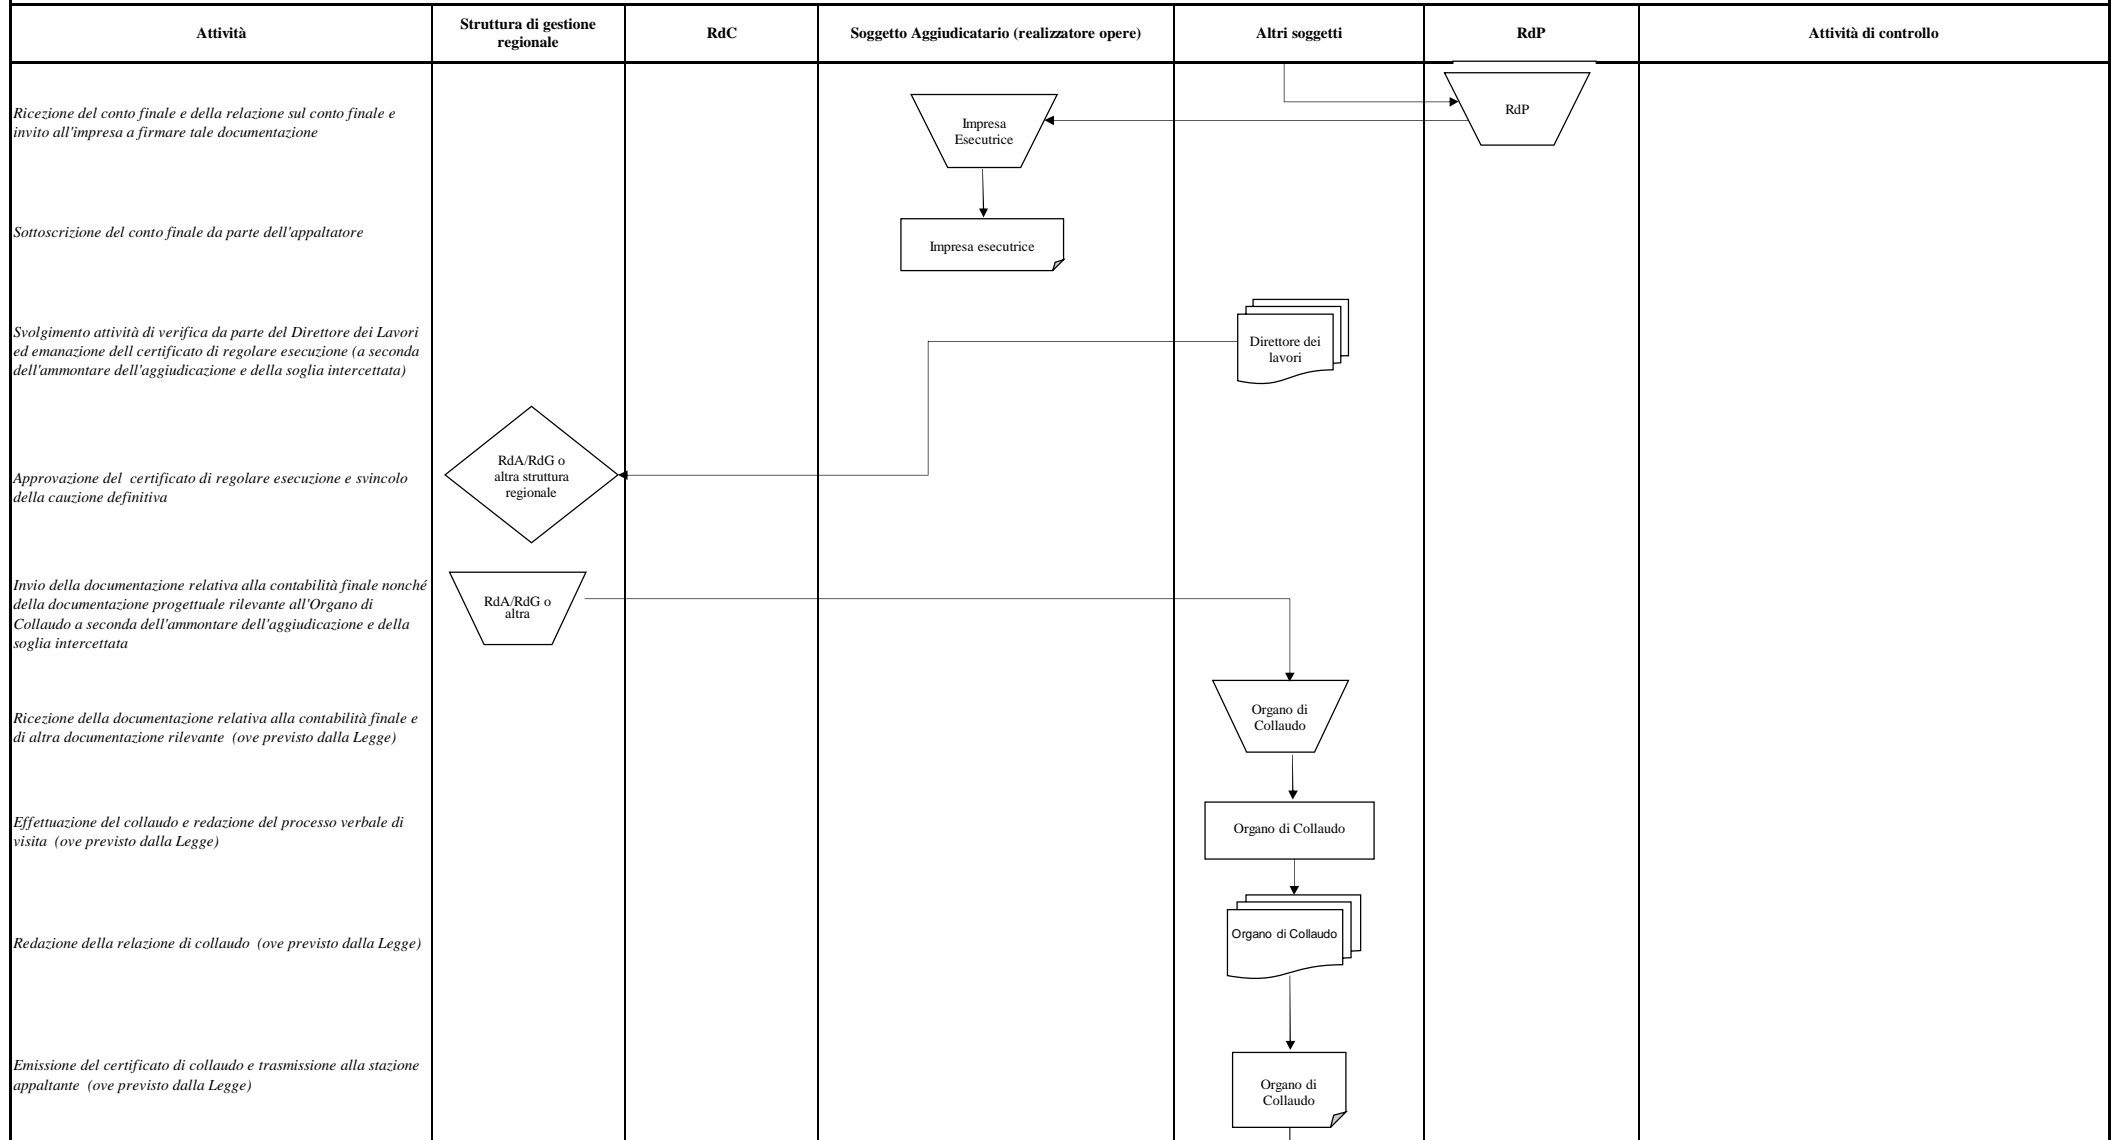 Attività
Struttura di gestione
regionale
RdC
Soggetto Aggiudicatario (realizzatore opere)
Altri soggetti
RdP
Attività di controllo
Ricezione del conto finale e della relazione sul conto finale e
invito all'impresa a firmare tale documentazione
Impresa
Esecutrice
RdP
Sottoscrizione del conto finale da parte dell'appaltatore
Impresa esecutrice
Svolgimento attività di verifica da parte del Direttore dei Lavori
ed emanazione dell certificato di regolare esecuzione (a seconda
dell'ammontare dell'aggiudicazione e della soglia intercettata)
Direttore dei
lavori
Approvazione del  certificato di regolare esecuzione e svincolo
della cauzione definitiva
RdA/RdG o
altra struttura
regionale
Invio della documentazione relativa alla contabilità finale nonché
della documentazione progettuale rilevante all'Organo di
Collaudo a seconda dell'ammontare dell'aggiudicazione e della
soglia intercettata
RdA/RdG o
altra
Ricezione della documentazione relativa alla contabilità finale e
di altra documentazione rilevante  (ove previsto dalla Legge)
Organo di
Collaudo
Effettuazione del collaudo e redazione del processo verbale di
visita  (ove previsto dalla Legge)
Organo di Collaudo
Redazione della relazione di collaudo  (ove previsto dalla Legge)
Organo di Collaudo
Emissione del certificato di collaudo e trasmissione alla stazione
appaltante  (ove previsto dalla Legge)
Organo di
Collaudo